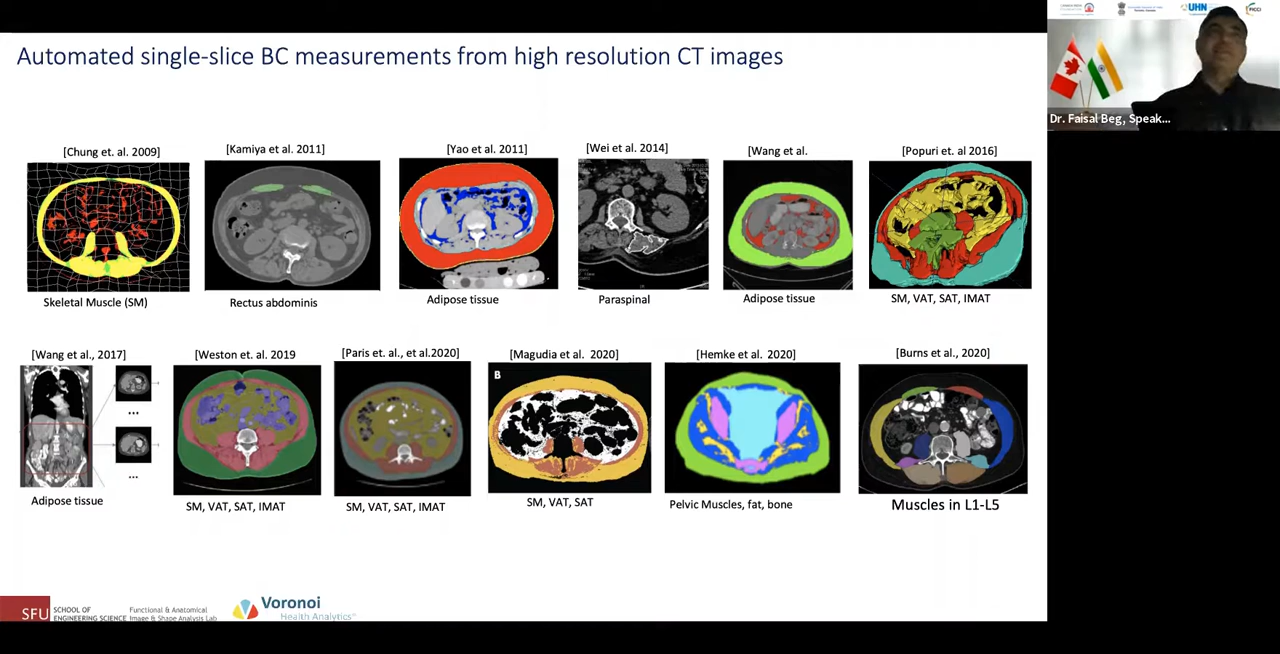 Automated single-slice BC measurements from high resolution CT images
UHN
FICCI
Dr. Faisal Beg, Speak...
[Chung et. al. 2009]
[Kamiya et al. 2011]
[Yao et al. 2011]
[Wei et al. 2014]
[Wang et al.
[Popuri et. al 2016]
Skeletal Muscle (SM)
Rectus abdominis
Adipose tissue
Paraspinal
Adipose tissue
SM, VAT, SAT, IMAT
[Wang et al., 2017]
[Weston et. al. 2019
[Paris et. al., et al.2020]
[Magudia et al. 2020]
[Hemke et al. 2020]
[Burns et al., 2020]
...
...
B
Adipose tissue
SM, VAT, SAT, IMAT
SM, VAT, SAT, IMAT
SM, VAT, SAT
Pelvic Muscles, fat, bone
Muscles in L1-L5
SFU
SCHOOL OF
ENGINEERING SCIENCE
Functional & Anatomical
Image & Shape Analysis Lab
Voronoi
Health Analytics